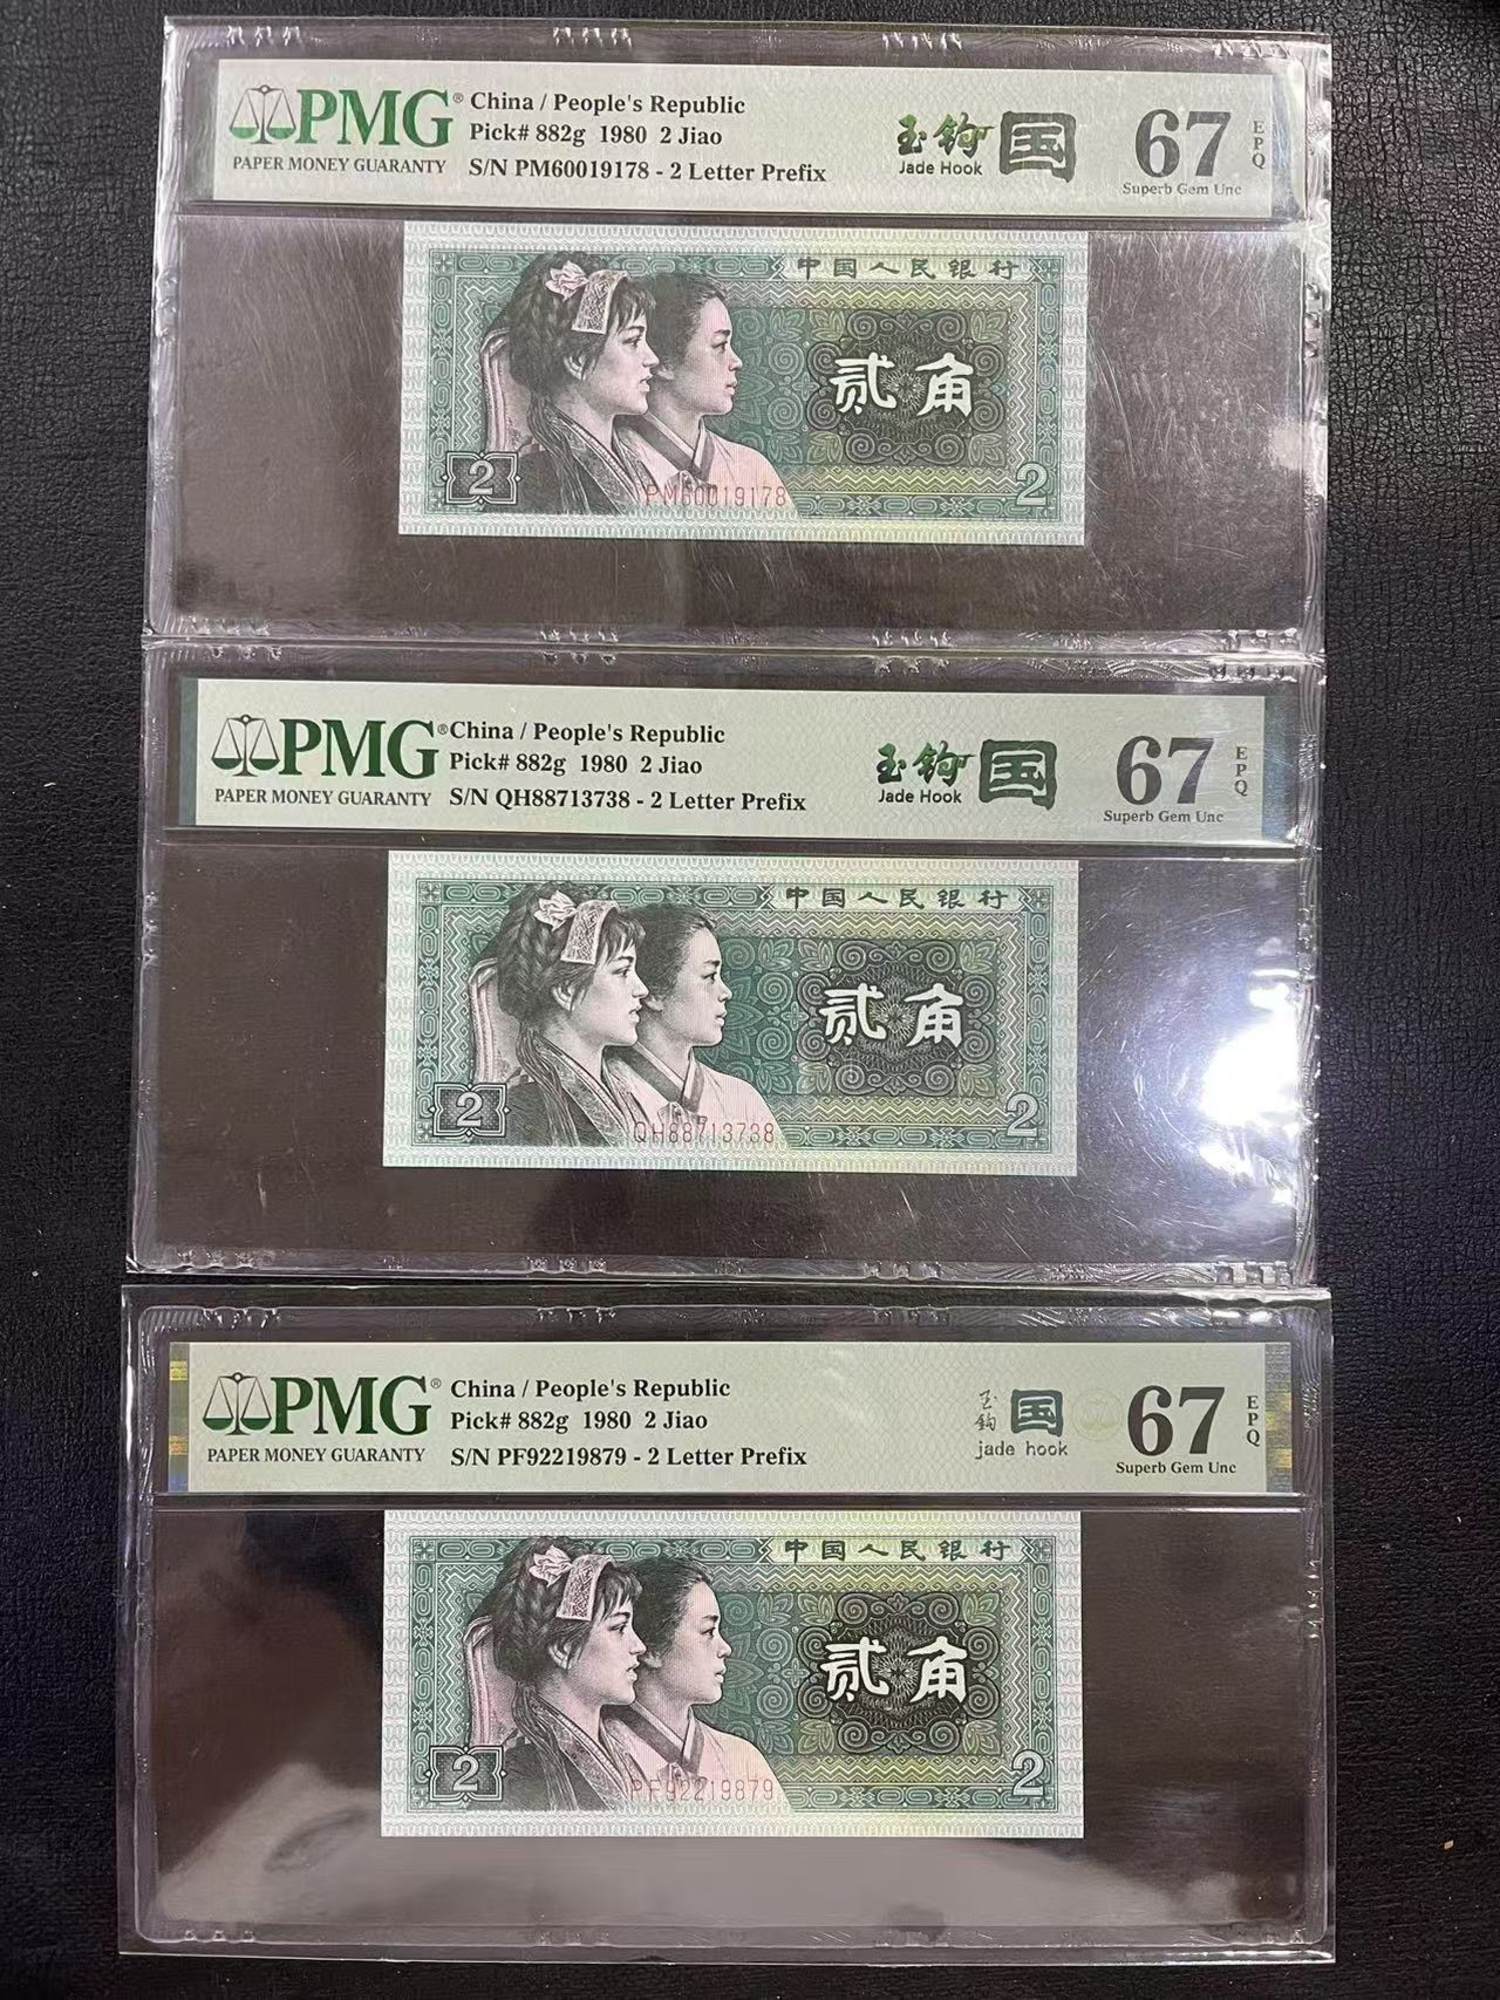 PMG® China / People's Republic
Pick# 882g 1980 2 Jiao
PAPER MONEY GUARANTY S/N PM60019178 - 2 Letter Prefix
玉钩 国
Jade Hook
67 EPQ
Superb Gem Unc
中国人民银行
贰角
2 PM60019178 2
PMG® China / People's Republic
Pick# 882g 1980 2 Jiao
PAPER MONEY GUARANTY S/N QH88713738 - 2 Letter Prefix
玉钩 国
Jade Hook
67 EPQ
Superb Gem Unc
中国人民银行
贰角
2 QH88713738 2
PMG® China / People's Republic
Pick# 882g 1980 2 Jiao
PAPER MONEY GUARANTY S/N PF92219879 - 2 Letter Prefix
玉钩 国
jade hook
67 EPQ
Superb Gem Unc
中国人民银行
贰角
2 PF92219879 2